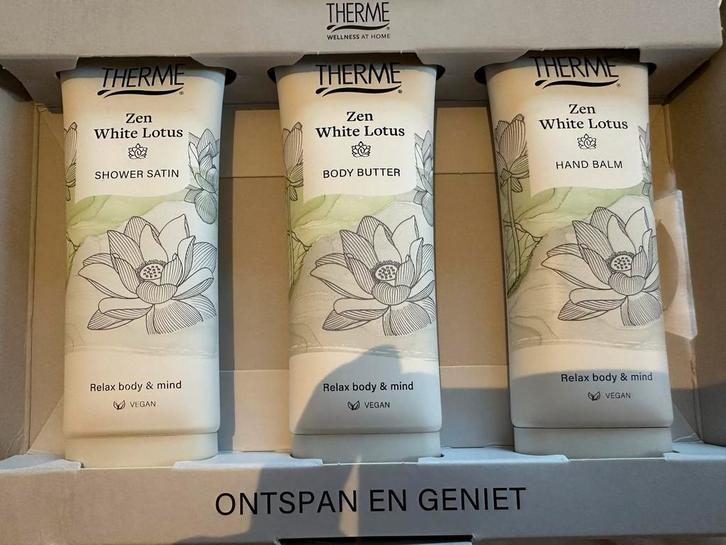 THERME
WELLNESS AT HOME
THERME
Zen
White Lotus
SHOWER SATIN
Relax body & mind
VEGAN
THERME
Zen
White Lotus
BODY BUTTER
Relax body & mind
VEGAN
THERME
Zen
White Lotus
HAND BALM
Relax body & mind
VEGAN
ONTSPAN EN GENIET